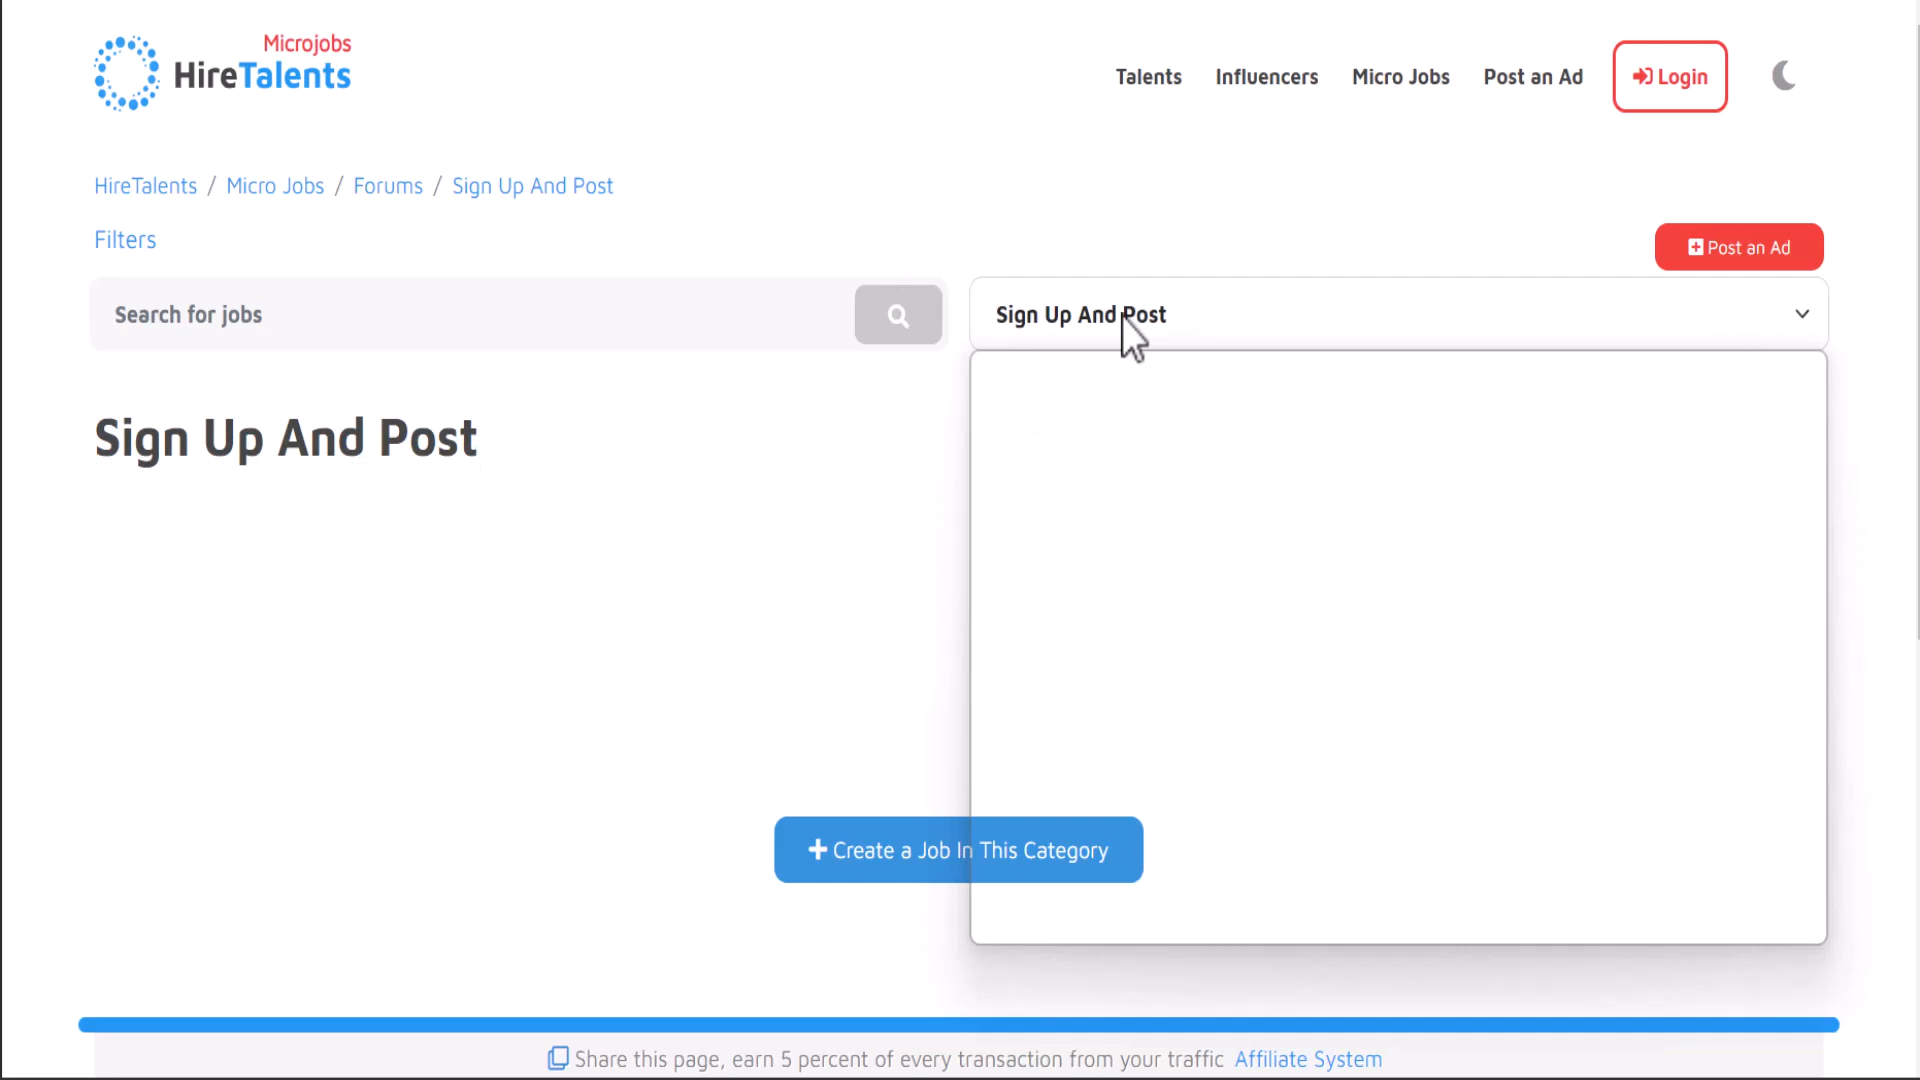 Microjobs
HireTalents
Talents Influencers Micro Jobs Post an Ad Login
HireTalents / Micro Jobs / Forums / Sign Up And Post
Filters
Post an Ad
Search for jobs
Sign Up And Post
Sign Up And Post
Create a Job In This Category
Share this page, earn 5 percent of every transaction from your traffic Affiliate System